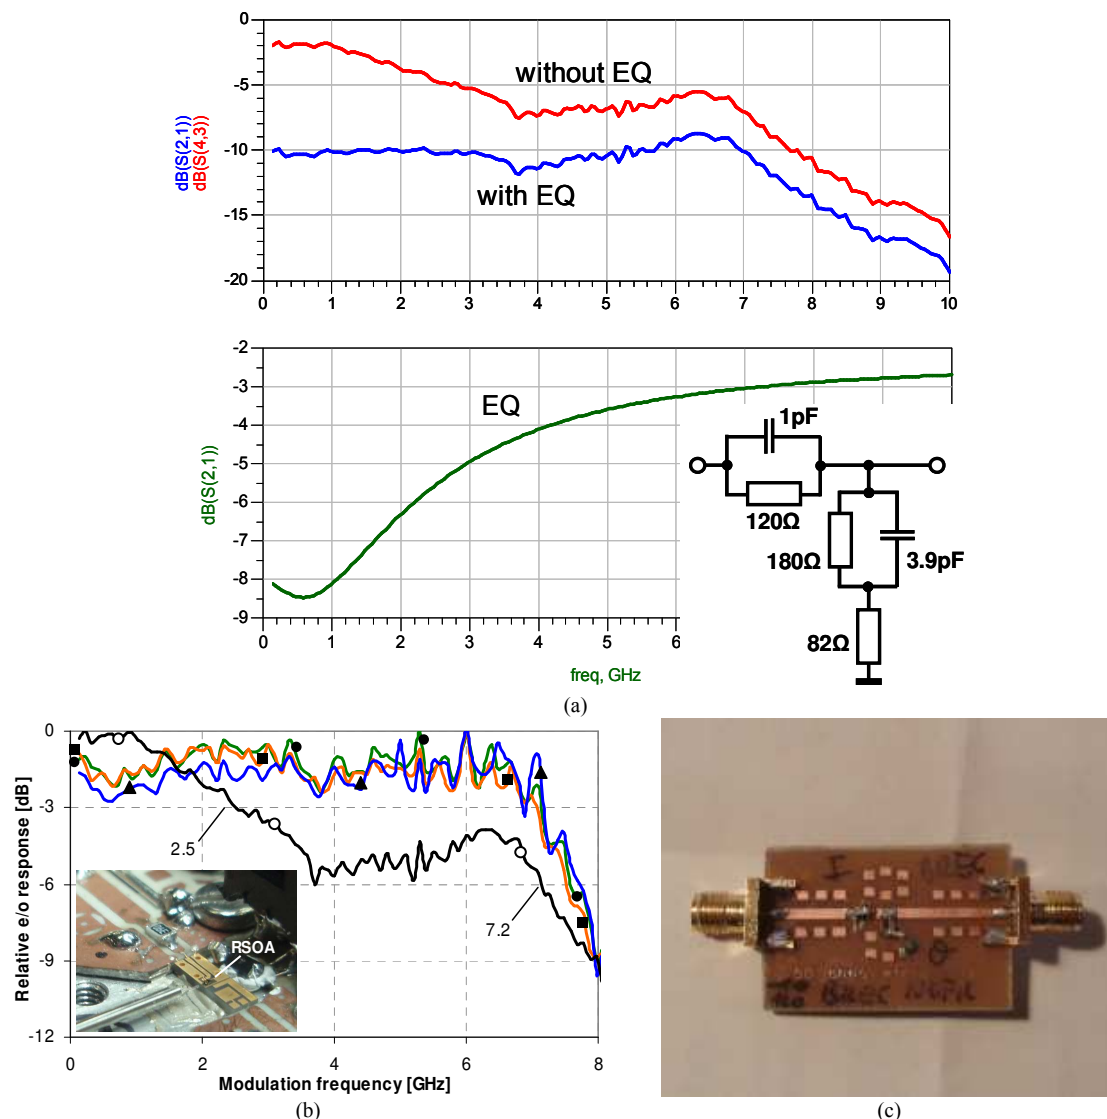 0
-5
-10
-15
-20
dB(S(2,1))
dB(S(4,3))
without EQ
with EQ
0 1 2 3 4 5 6 7 8 9 10
-2
-3
-4
-5
-6
-7
-8
-9
dB(S(2,1))
EQ
0 1 2 3 4 5 6
freq, GHz
1pF
120Ω
180Ω
3.9pF
82Ω
(a)
0
-3
-6
-9
-12
Relative e/o response [dB]
2.5
7.2
RSOA
0 2 4 6 8
Modulation frequency [GHz]
(b)
(c)